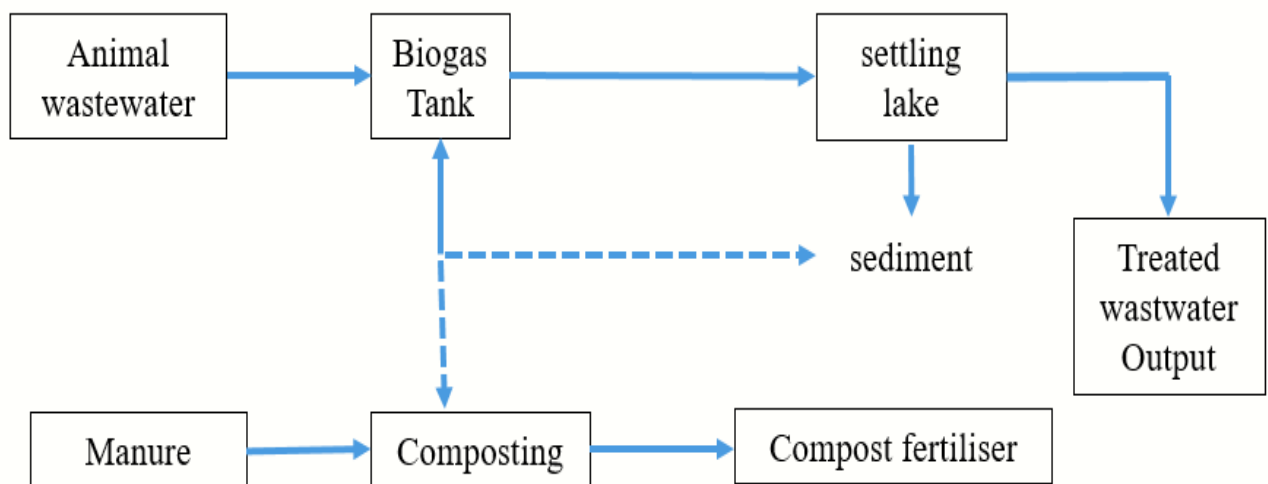 Animal
wastewater
Biogas
Tank
settling
lake
sediment
Treated
wastwater
Output
Manure
Composting
Compost fertiliser